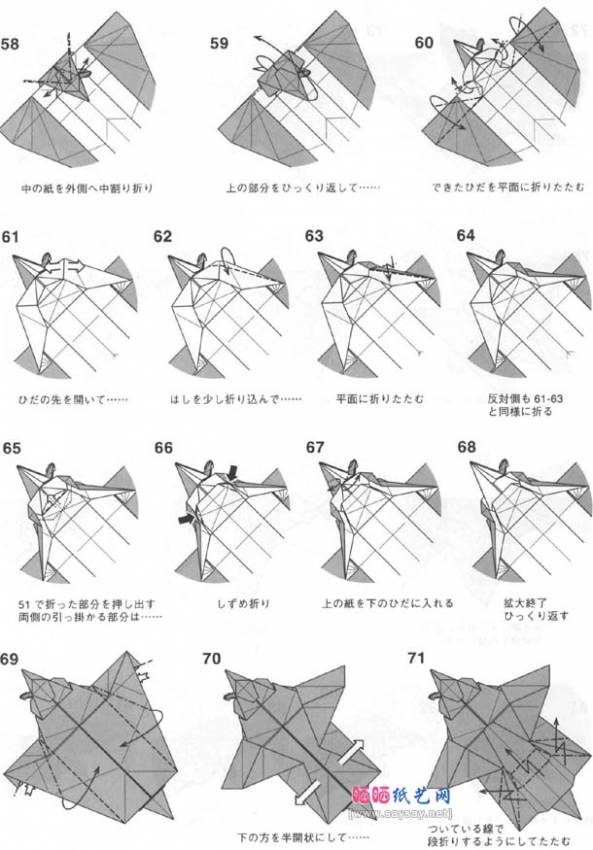 58
59
60
中の紙を外側へ中割り折り
上の部分をひっくり返して……
できたひだを平面に折りたたむ
61
62
63
64
ひだの先を開いて……
はしを少し折り込んで……
平面に折りたたむ
反対側も 61-63
と同様に折る
65
66
67
68
51 で折った部分を押し出す
両側の引っ掛かる部分は……
しずめ折り
上の紙を下のひだに入れる
拡大終了
ひっくり返す
69
70
71
下の方を半開状にして……
ついている線で
段折りするようにしてたたむ
晒晒纸艺网
[www.saysay.net]